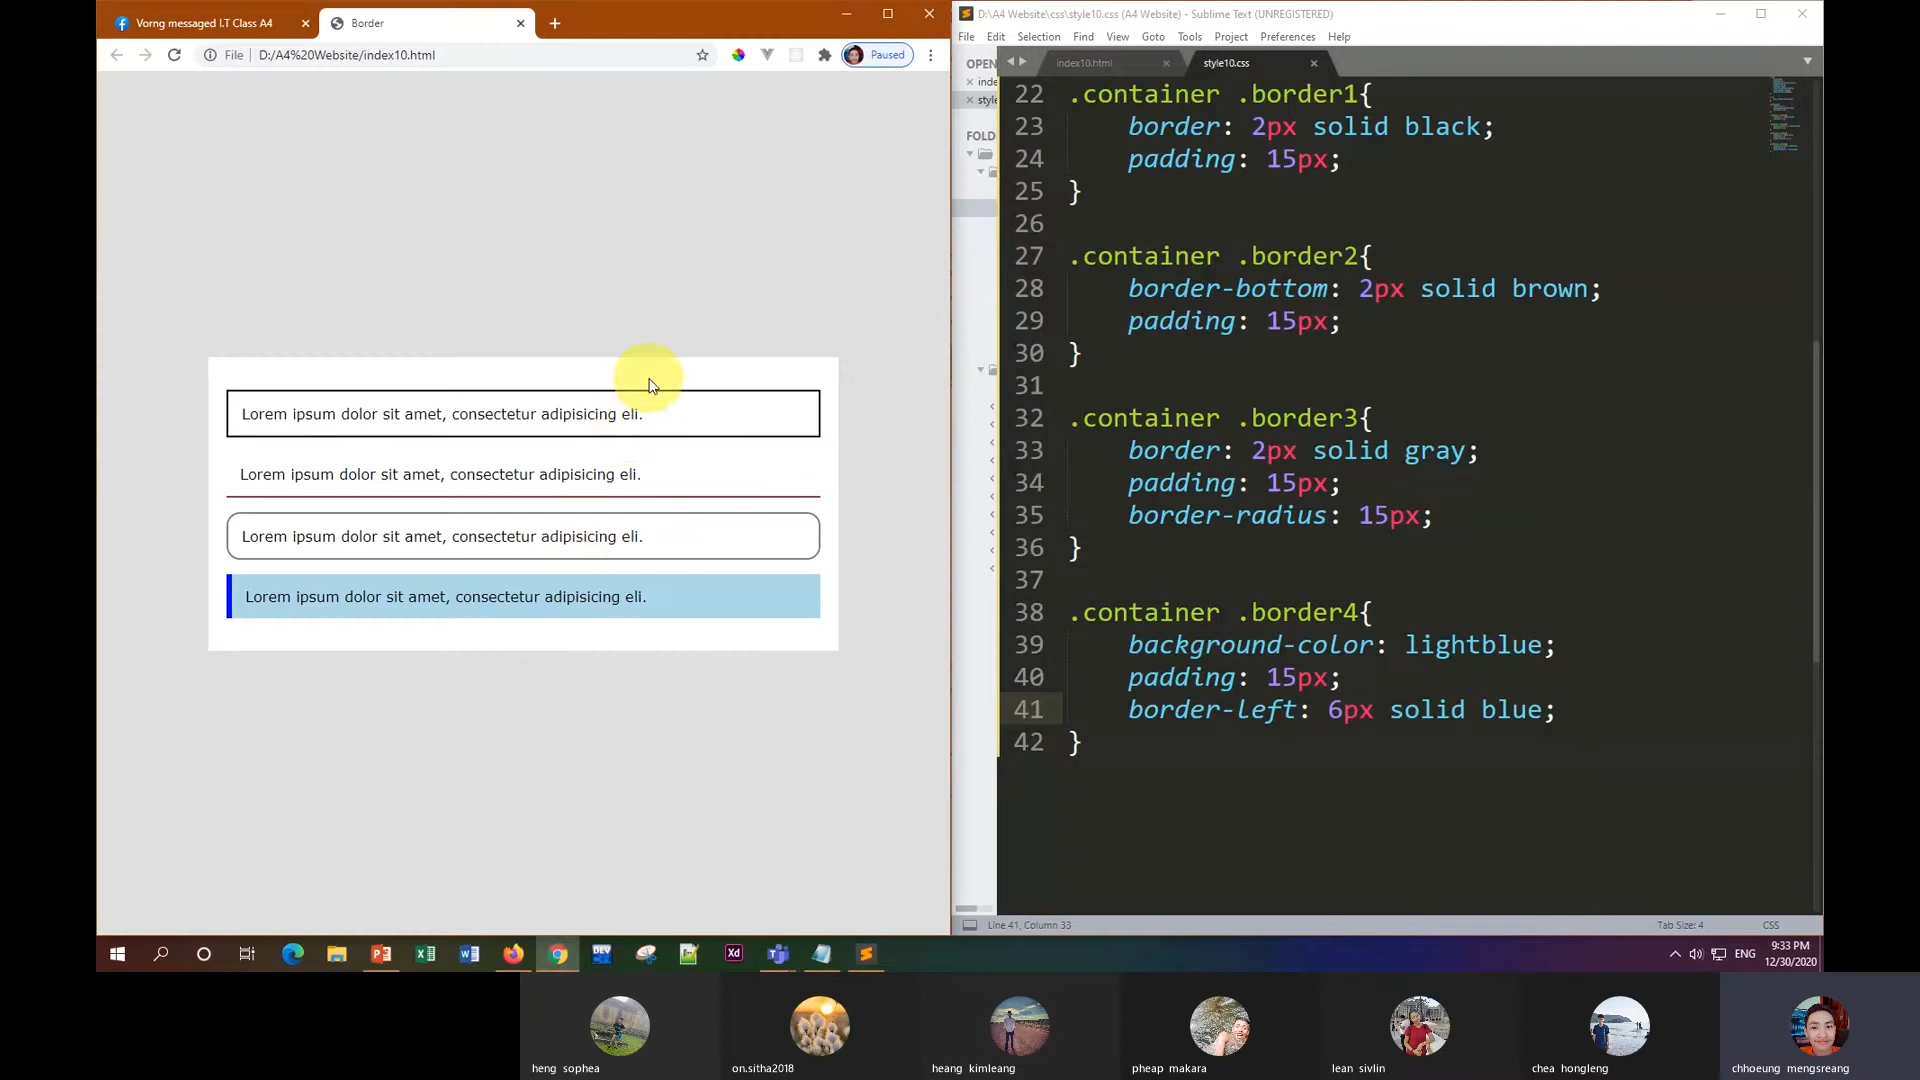 Vorng messaged I.T Class A4
Border
File
D:/A4%20Website/index10.html
Paused
Lorem ipsum dolor sit amet, consectetur adipisicing eli.
Lorem ipsum dolor sit amet, consectetur adipisicing eli.
Lorem ipsum dolor sit amet, consectetur adipisicing eli.
Lorem ipsum dolor sit amet, consectetur adipisicing eli.
D:\A4 Website\css\style10.css (A4 Website) - Sublime Text (UNREGISTERED)
File Edit Selection Find View Goto Tools Project Preferences Help
OPEN
inde
style
FOLD
index10.html
style10.css
22 .container .border1{
23 border: 2px solid black;
24 padding: 15px;
25 }
26
27 .container .border2{
28 border-bottom: 2px solid brown;
29 padding: 15px;
30 }
31
32 .container .border3{
33 border: 2px solid gray;
34 padding: 15px;
35 border-radius: 15px;
36 }
37
38 .container .border4{
39 background-color: lightblue;
40 padding: 15px;
41 border-left: 6px solid blue;
42 }
Line 41, Column 33
Tab Size: 4
CSS
DEV
Xd
ENG
9:33 PM
12/30/2020
heng sophea
on.sitha2018
heang kimleang
pheap makara
lean sivlin
chea hongleng
chhoeung mengsreang